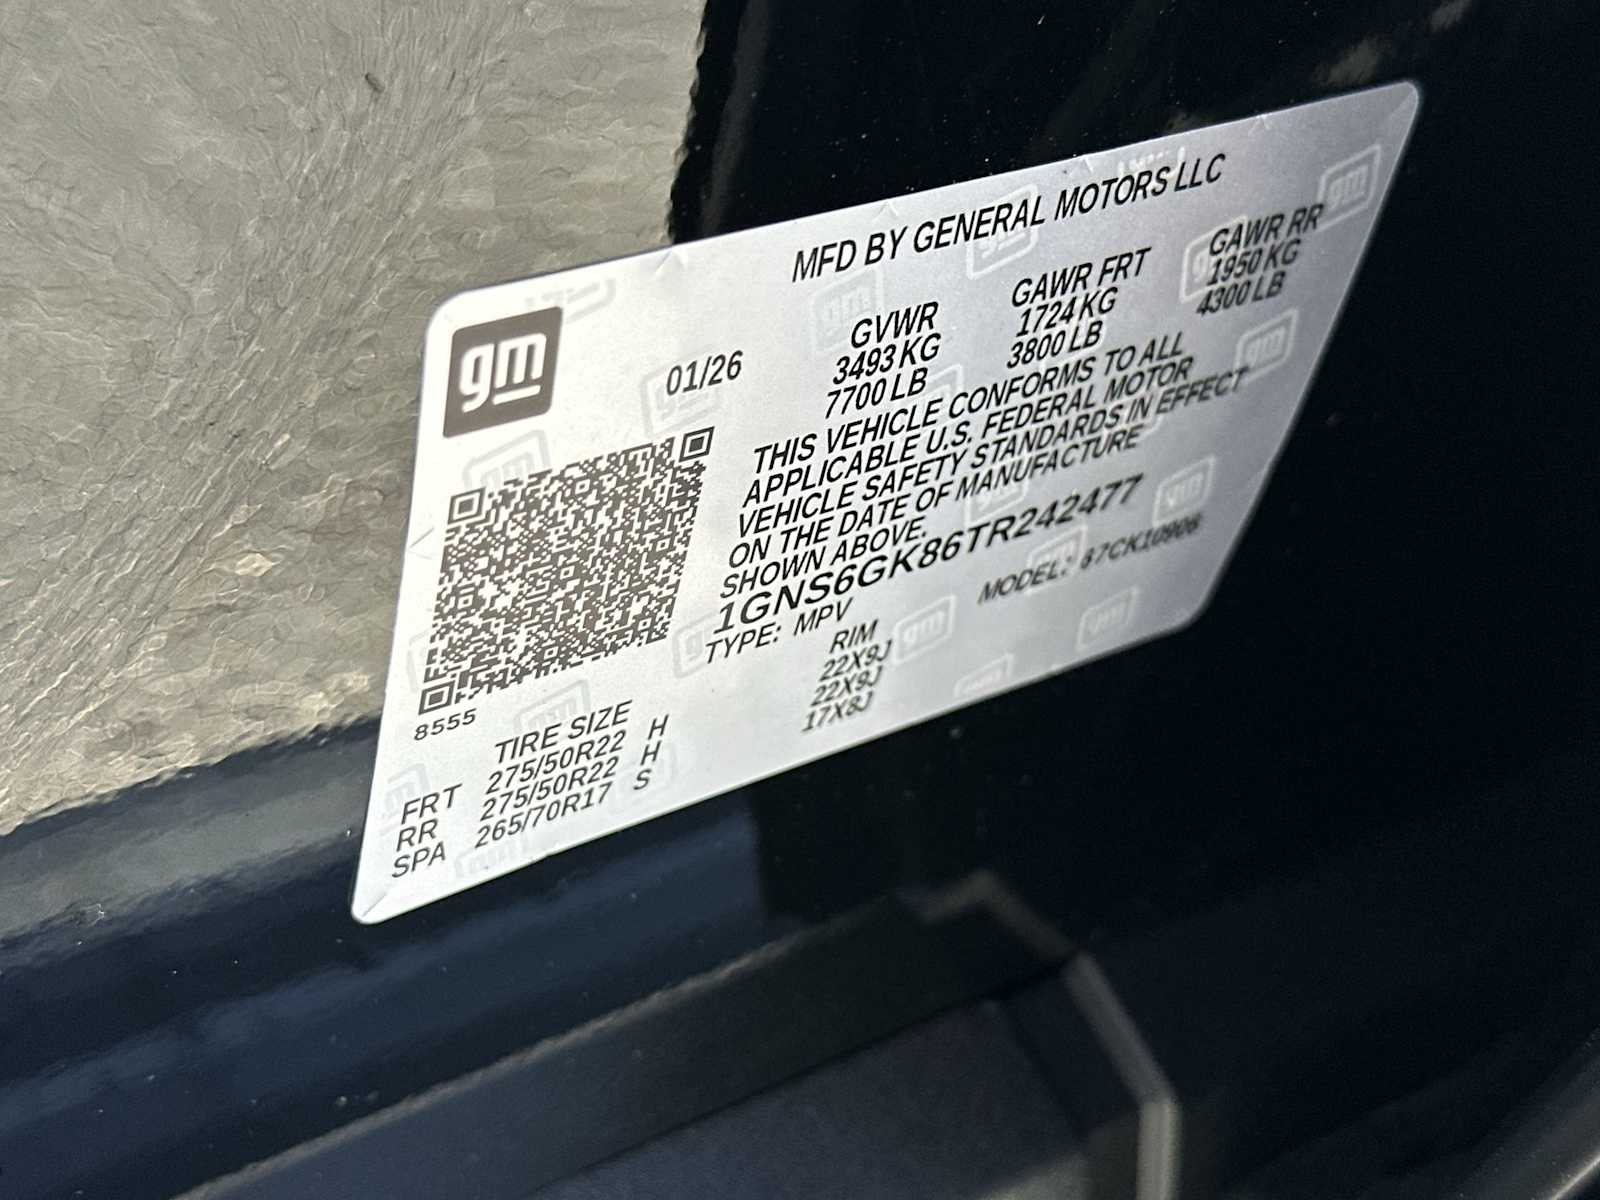 MFD BY GENERAL MOTORS LLC
gm
01/26
GVWR GAWR FRT GAWR RR
3493 KG 1724 KG 1950 KG
7700 LB 3800 LB 4300 LB
THIS VEHICLE CONFORMS TO ALL
APPLICABLE U.S. FEDERAL MOTOR
VEHICLE SAFETY STANDARDS IN EFFECT
ON THE DATE OF MANUFACTURE
SHOWN ABOVE.
1GNS6GK86TR242477
TYPE: MPV MODEL:
8555
TIRE SIZE RIM
FRT 275/50R22 H 22X9J
RR 275/50R22 H 22X9J
SPA 265/70R17 S 17X8J